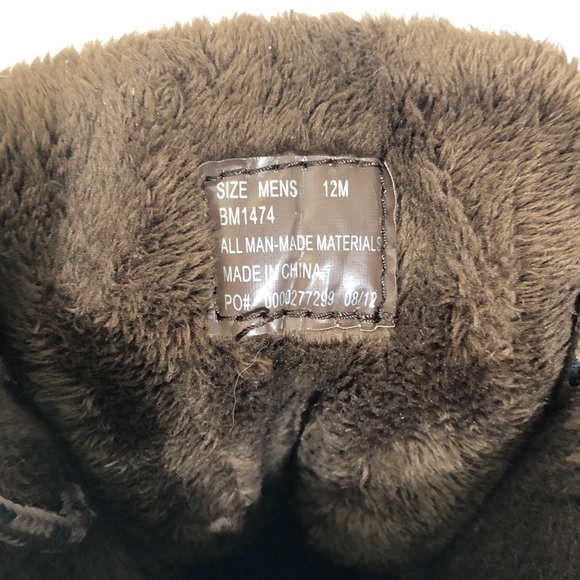 SIZE MENS 12M
BM1474
ALL MAN-MADE MATERIALS
MADE IN CHINA
PO# 0000277299 08/12